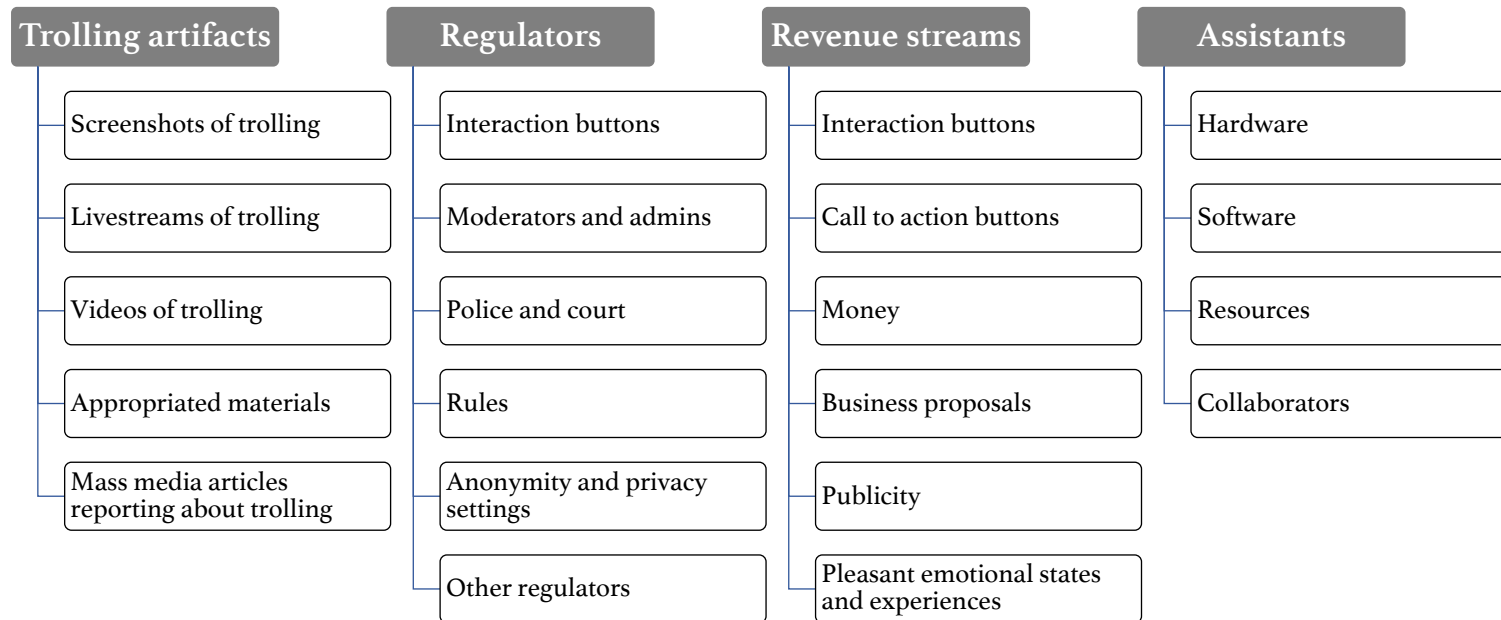 Trolling artifacts
Screenshots of trolling
Livestreams of trolling
Videos of trolling
Appropriated materials
Mass media articles
reporting about trolling
Regulators
Interaction buttons
Moderators and admins
Police and court
Rules
Anonymity and privacy
settings
Other regulators
Revenue streams
Interaction buttons
Call to action buttons
Money
Business proposals
Publicity
Pleasant emotional states
and experiences
Assistants
Hardware
Software
Resources
Collaborators